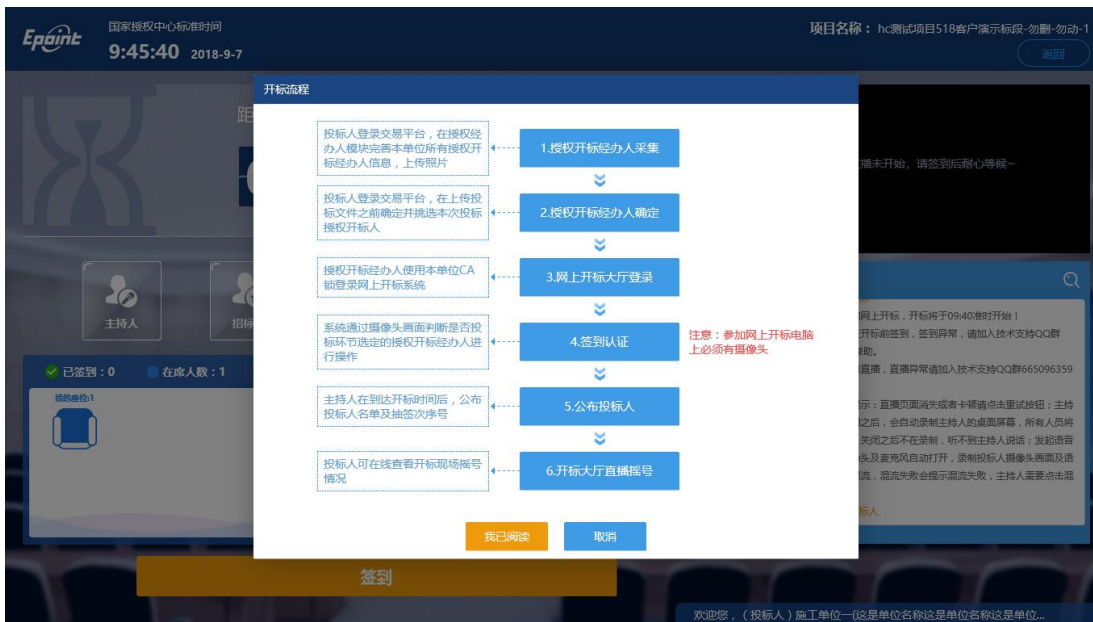 Epoint
国家授权中心标准时间
9:45:40 2018-9-7
项目名称： hc测试项目518客户演示标段-勿删-勿动-1
返回
开标流程
距
投标人登录交易平台，在授权经
办人模块完善本单位所有授权开
标经办人信息，上传照片
1.授权开标经办人采集
投标人登录交易平台，在上传投
标文件之前确定并挑选本次投标
授权开标人
2.授权开标经办人确定
授权开标经办人使用本单位CA
锁登录网上开标系统
3.网上开标大厅登录
系统通过摄像头画面判断是否投
标环节选定的授权开标经办人进
行操作
4.签到认证
注意：参加网上开标电脑
上必须有摄像头
主持人在到达开标时间后，公布
投标人名单及抽签次序号
5.公布投标人
投标人可在线查看开标现场摇号
情况
6.开标大厅直播摇号
我已阅读
取消
播未开始，请签到后耐心等候~
主持人
招标
已签到：0
在席人数：1
我的座位:1
网上开标，开标将于09:40准时开始！
开标前签到，签到异常，请加入技术支持QQ群
直播，直播异常请加入技术支持QQ群665096359
示：直播页面消失或者卡顿请点击重试按钮；主持
之后，会自动录制主持人的桌面屏幕，所有人员将
关闭之后不在录制，听不到主持人说话；发起语音
头及麦克风自动打开，录制投标人摄像头画面及语
流，混流失败会提示混流失败，主持人需要点击混
标人
签到
欢迎您，（投标人）施工单位一(这是单位名称这是单位名称这是单位...